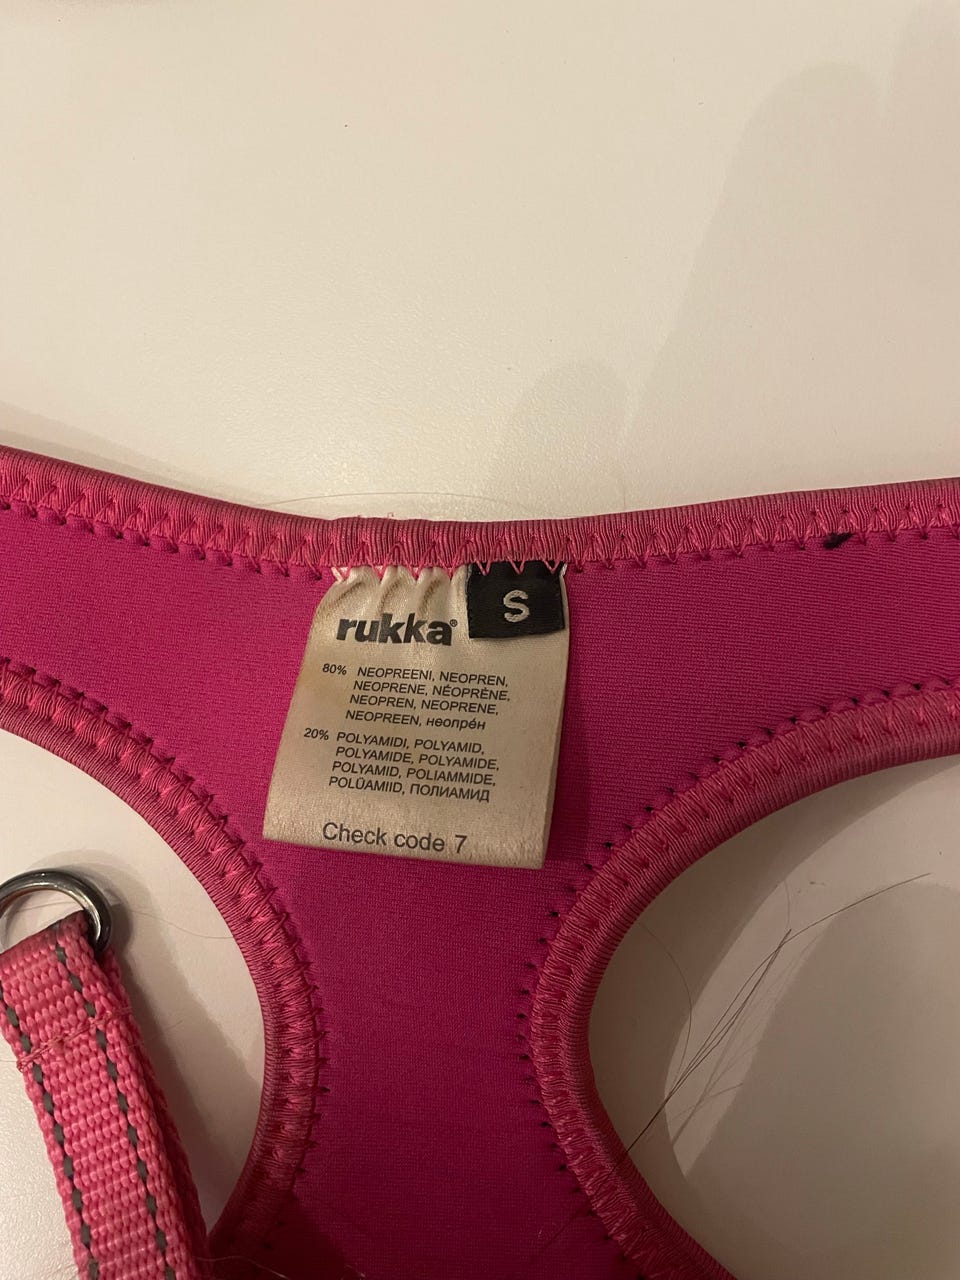 S
rukka®
80% NEOPREENI, NEOPREN,
NEOPRENE, NÉOPRÈNE,
NEOPREN, NEOPRENE,
NEOPREEN, неопрéн
20% POLYAMIDI, POLYAMID,
POLYAMIDE, POLYAMIDE,
POLYAMID, POLIAMMIDE,
POLÜAMIID, ПОЛИАМИД
Check code 7